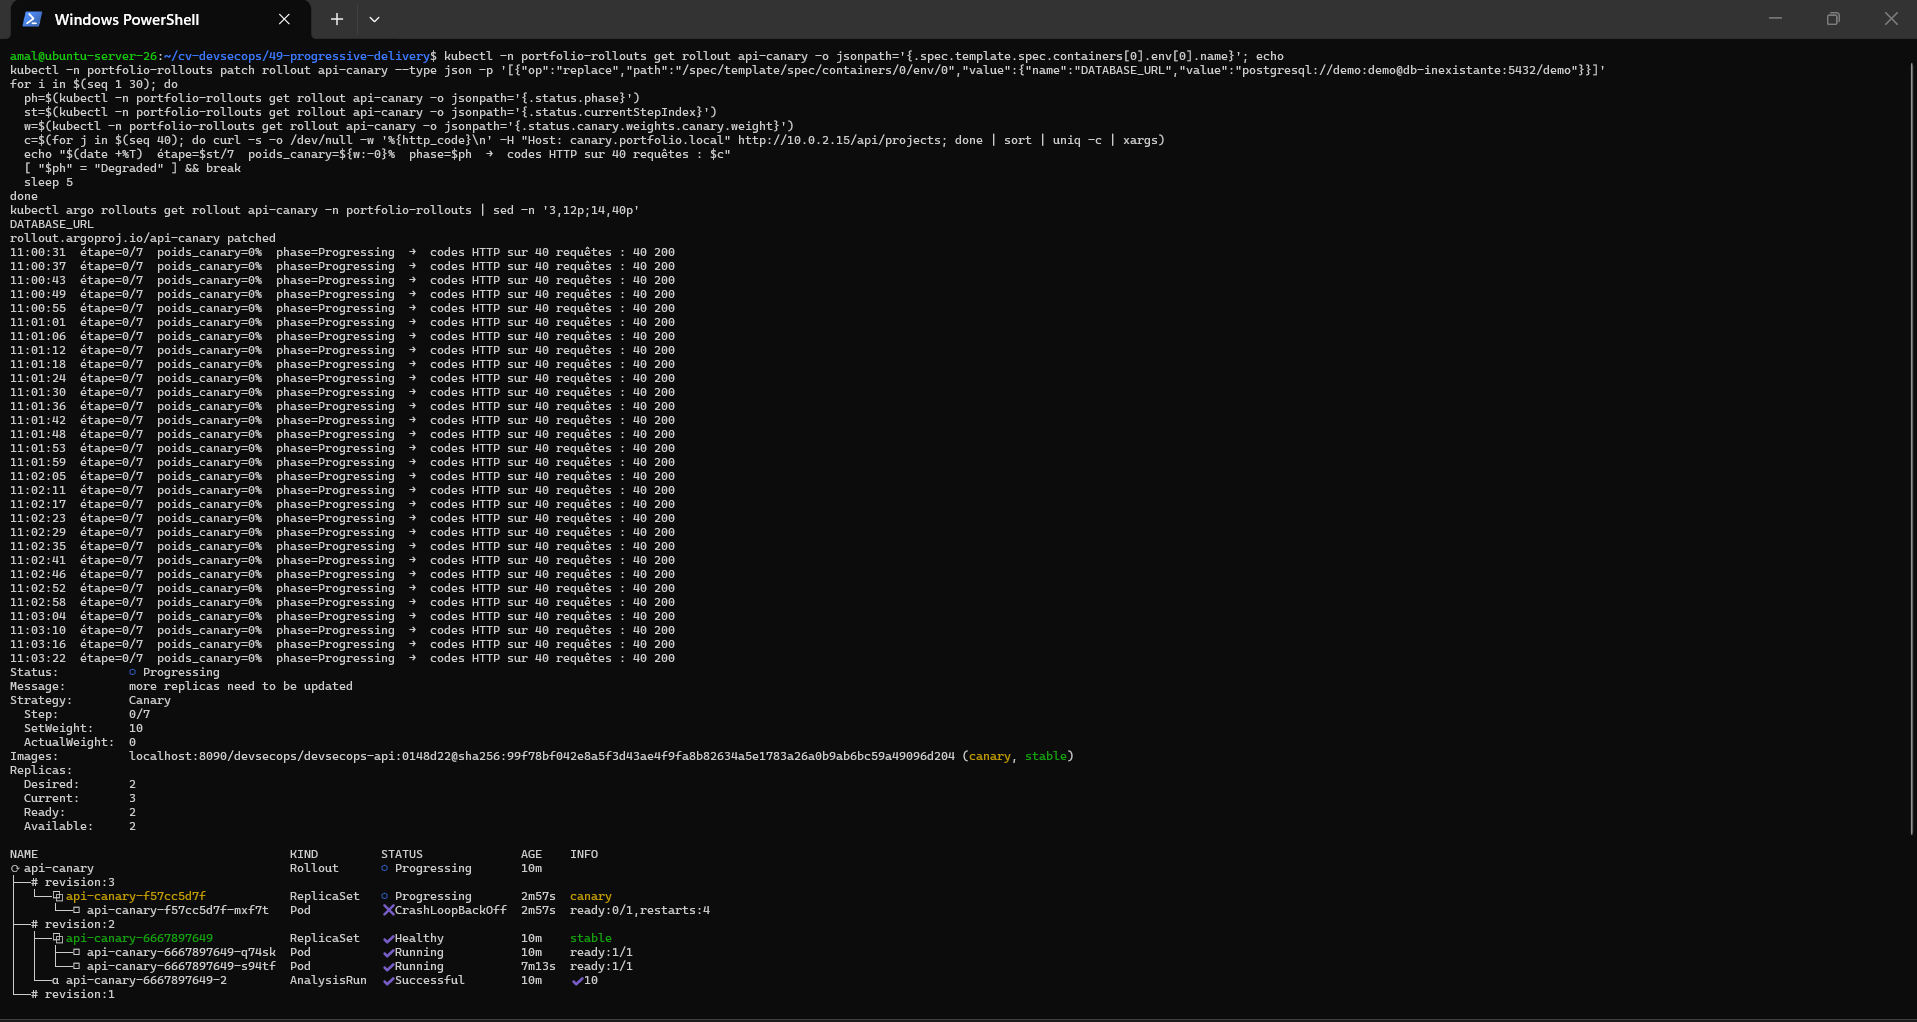 Windows PowerShell
amal@ubuntu-server-26:~/cv-devsecops/49-progressive-delivery$ kubectl -n portfolio-rollouts get rollout api-canary -o jsonpath='{.spec.template.spec.containers[0].env[0].name}'; echo
kubectl -n portfolio-rollouts patch rollout api-canary --type json -p '[{"op":"replace","path":"/spec/template/spec/containers/0/env/0","value":{"name":"DATABASE_URL","value":"postgresql://demo:demo@db-inexistante:5432/demo"}}]'
for i in $(seq 1 30); do
  ph=$(kubectl -n portfolio-rollouts get rollout api-canary -o jsonpath='{.status.phase}')
  st=$(kubectl -n portfolio-rollouts get rollout api-canary -o jsonpath='{.status.currentStepIndex}')
  w=$(kubectl -n portfolio-rollouts get rollout api-canary -o jsonpath='{.status.canary.weights.canary.weight}')
  c=$(for j in $(seq 40); do curl -s -o /dev/null -w '%{http_code}\n' -H "Host: canary.portfolio.local" http://10.0.2.15/api/projects; done | sort | uniq -c | xargs)
  echo "$(date +%T)  étape=$st/7  poids_canary=${w:-0}%  phase=$ph  →  codes HTTP sur 40 requêtes : $c"
  [ "$ph" = "Degraded" ] && break
  sleep 5
done
kubectl argo rollouts get rollout api-canary -n portfolio-rollouts | sed -n '3,12p;14,40p'
DATABASE_URL
rollout.argoproj.io/api-canary patched
11:00:31  étape=0/7  poids_canary=0%  phase=Progressing  →  codes HTTP sur 40 requêtes : 40 200
11:00:37  étape=0/7  poids_canary=0%  phase=Progressing  →  codes HTTP sur 40 requêtes : 40 200
11:00:43  étape=0/7  poids_canary=0%  phase=Progressing  →  codes HTTP sur 40 requêtes : 40 200
11:00:49  étape=0/7  poids_canary=0%  phase=Progressing  →  codes HTTP sur 40 requêtes : 40 200
11:00:55  étape=0/7  poids_canary=0%  phase=Progressing  →  codes HTTP sur 40 requêtes : 40 200
11:01:01  étape=0/7  poids_canary=0%  phase=Progressing  →  codes HTTP sur 40 requêtes : 40 200
11:01:06  étape=0/7  poids_canary=0%  phase=Progressing  →  codes HTTP sur 40 requêtes : 40 200
11:01:12  étape=0/7  poids_canary=0%  phase=Progressing  →  codes HTTP sur 40 requêtes : 40 200
11:01:18  étape=0/7  poids_canary=0%  phase=Progressing  →  codes HTTP sur 40 requêtes : 40 200
11:01:24  étape=0/7  poids_canary=0%  phase=Progressing  →  codes HTTP sur 40 requêtes : 40 200
11:01:30  étape=0/7  poids_canary=0%  phase=Progressing  →  codes HTTP sur 40 requêtes : 40 200
11:01:36  étape=0/7  poids_canary=0%  phase=Progressing  →  codes HTTP sur 40 requêtes : 40 200
11:01:42  étape=0/7  poids_canary=0%  phase=Progressing  →  codes HTTP sur 40 requêtes : 40 200
11:01:48  étape=0/7  poids_canary=0%  phase=Progressing  →  codes HTTP sur 40 requêtes : 40 200
11:01:53  étape=0/7  poids_canary=0%  phase=Progressing  →  codes HTTP sur 40 requêtes : 40 200
11:01:59  étape=0/7  poids_canary=0%  phase=Progressing  →  codes HTTP sur 40 requêtes : 40 200
11:02:05  étape=0/7  poids_canary=0%  phase=Progressing  →  codes HTTP sur 40 requêtes : 40 200
11:02:11  étape=0/7  poids_canary=0%  phase=Progressing  →  codes HTTP sur 40 requêtes : 40 200
11:02:17  étape=0/7  poids_canary=0%  phase=Progressing  →  codes HTTP sur 40 requêtes : 40 200
11:02:23  étape=0/7  poids_canary=0%  phase=Progressing  →  codes HTTP sur 40 requêtes : 40 200
11:02:29  étape=0/7  poids_canary=0%  phase=Progressing  →  codes HTTP sur 40 requêtes : 40 200
11:02:35  étape=0/7  poids_canary=0%  phase=Progressing  →  codes HTTP sur 40 requêtes : 40 200
11:02:41  étape=0/7  poids_canary=0%  phase=Progressing  →  codes HTTP sur 40 requêtes : 40 200
11:02:46  étape=0/7  poids_canary=0%  phase=Progressing  →  codes HTTP sur 40 requêtes : 40 200
11:02:52  étape=0/7  poids_canary=0%  phase=Progressing  →  codes HTTP sur 40 requêtes : 40 200
11:02:58  étape=0/7  poids_canary=0%  phase=Progressing  →  codes HTTP sur 40 requêtes : 40 200
11:03:04  étape=0/7  poids_canary=0%  phase=Progressing  →  codes HTTP sur 40 requêtes : 40 200
11:03:10  étape=0/7  poids_canary=0%  phase=Progressing  →  codes HTTP sur 40 requêtes : 40 200
11:03:16  étape=0/7  poids_canary=0%  phase=Progressing  →  codes HTTP sur 40 requêtes : 40 200
11:03:22  étape=0/7  poids_canary=0%  phase=Progressing  →  codes HTTP sur 40 requêtes : 40 200
Status:          ○ Progressing
Message:         more replicas need to be updated
Strategy:        Canary
  Step:          0/7
  SetWeight:     10
  ActualWeight:  0
Images:          localhost:8090/devsecops/devsecops-api:0148d22@sha256:99f78bf042e8a5f3d43ae4f9fa8b82634a5e1783a26a0b9ab6bc59a49096d204 (canary, stable)
Replicas:
  Desired:       2
  Current:       3
  Ready:         2
  Available:     2
NAME                                    KIND         STATUS              AGE    INFO
⟳ api-canary                            Rollout      ○ Progressing       10m
├──# revision:3
│  └──⧉ api-canary-f57cc5d7f            ReplicaSet   ○ Progressing       2m57s  canary
│     └──□ api-canary-f57cc5d7f-mxf7t   Pod          ✖ CrashLoopBackOff  2m57s  ready:0/1,restarts:4
├──# revision:2
│  ├──⧉ api-canary-6667897649           ReplicaSet   ✔ Healthy           10m    stable
│  │  ├──□ api-canary-6667897649-q74sk  Pod          ✔ Running           10m    ready:1/1
│  │  └──□ api-canary-6667897649-s94tf  Pod          ✔ Running           7m13s  ready:1/1
│  └──α api-canary-6667897649-2         AnalysisRun  ✔ Successful        10m    ✔ 10
└──# revision:1